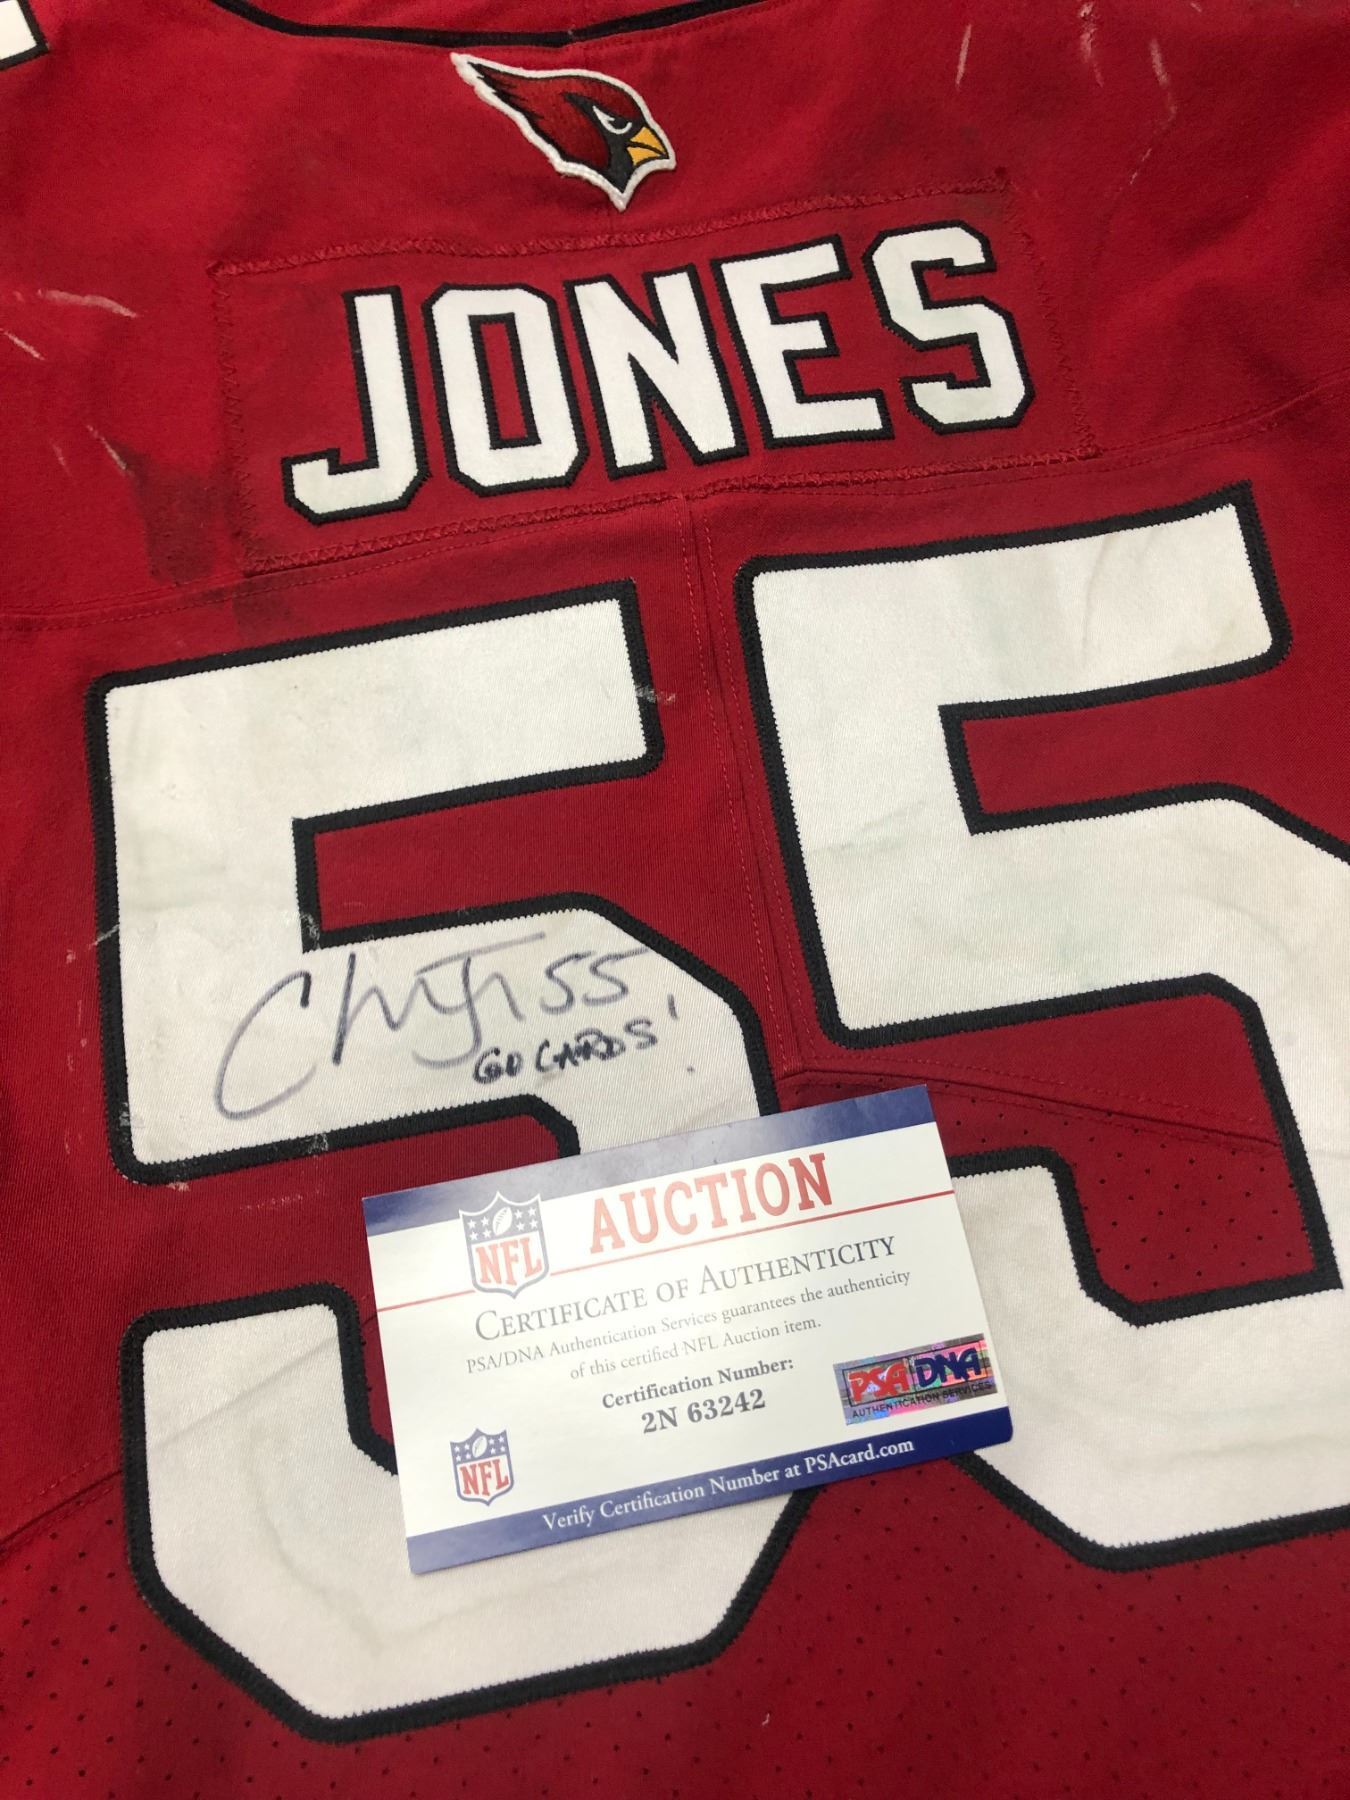 JONES
55
Ch 55
GO CARDS!
NFL
AUCTION
CERTIFICATE OF AUTHENTICITY
PSA/DNA Authentication Services guarantees the authenticity
of this certified NFL Auction item.
Certification Number:
2N 63242
PSA DNA
AUTHENTICATION SERVICES
NFL
Verify Certification Number at PSAcard.com